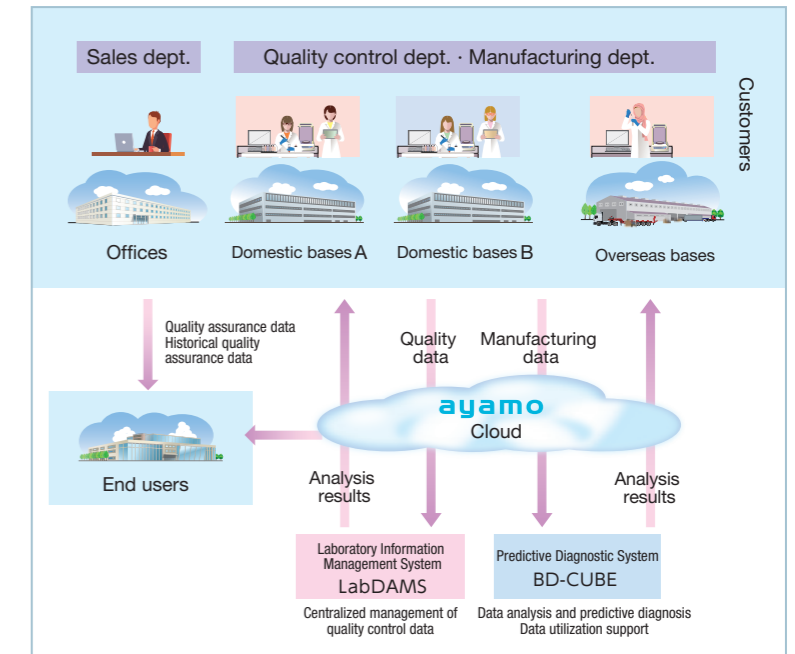 Sales dept.
Quality control dept. · Manufacturing dept.
Customers
Offices
Domestic bases A
Domestic bases B
Overseas bases
Quality assurance data
Historical quality
assurance data
Quality
data
Manufacturing
data
ayamo
Cloud
End users
Analysis
results
Analysis
results
Laboratory Information
Management System
LabDAMS
Centralized management of
quality control data
Predictive Diagnostic System
BD-CUBE
Data analysis and predictive diagnosis
Data utilization support